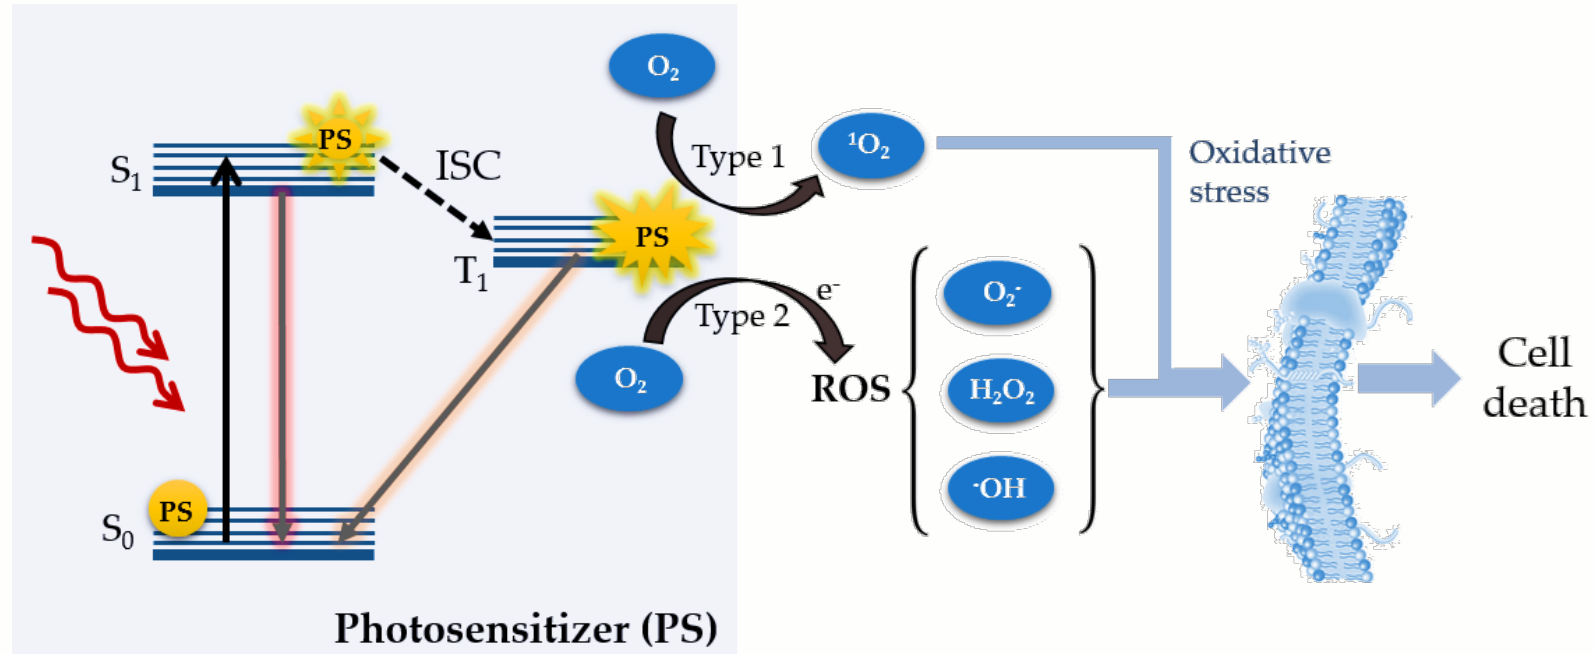 O₂
PS
S₁
ISC
Type 1
¹O₂
Oxidative
stress
PS
T₁
Type 2
e⁻
O₂
ROS
O₂⁻
H₂O₂
·OH
Cell
death
PS
S₀
Photosensitizer (PS)